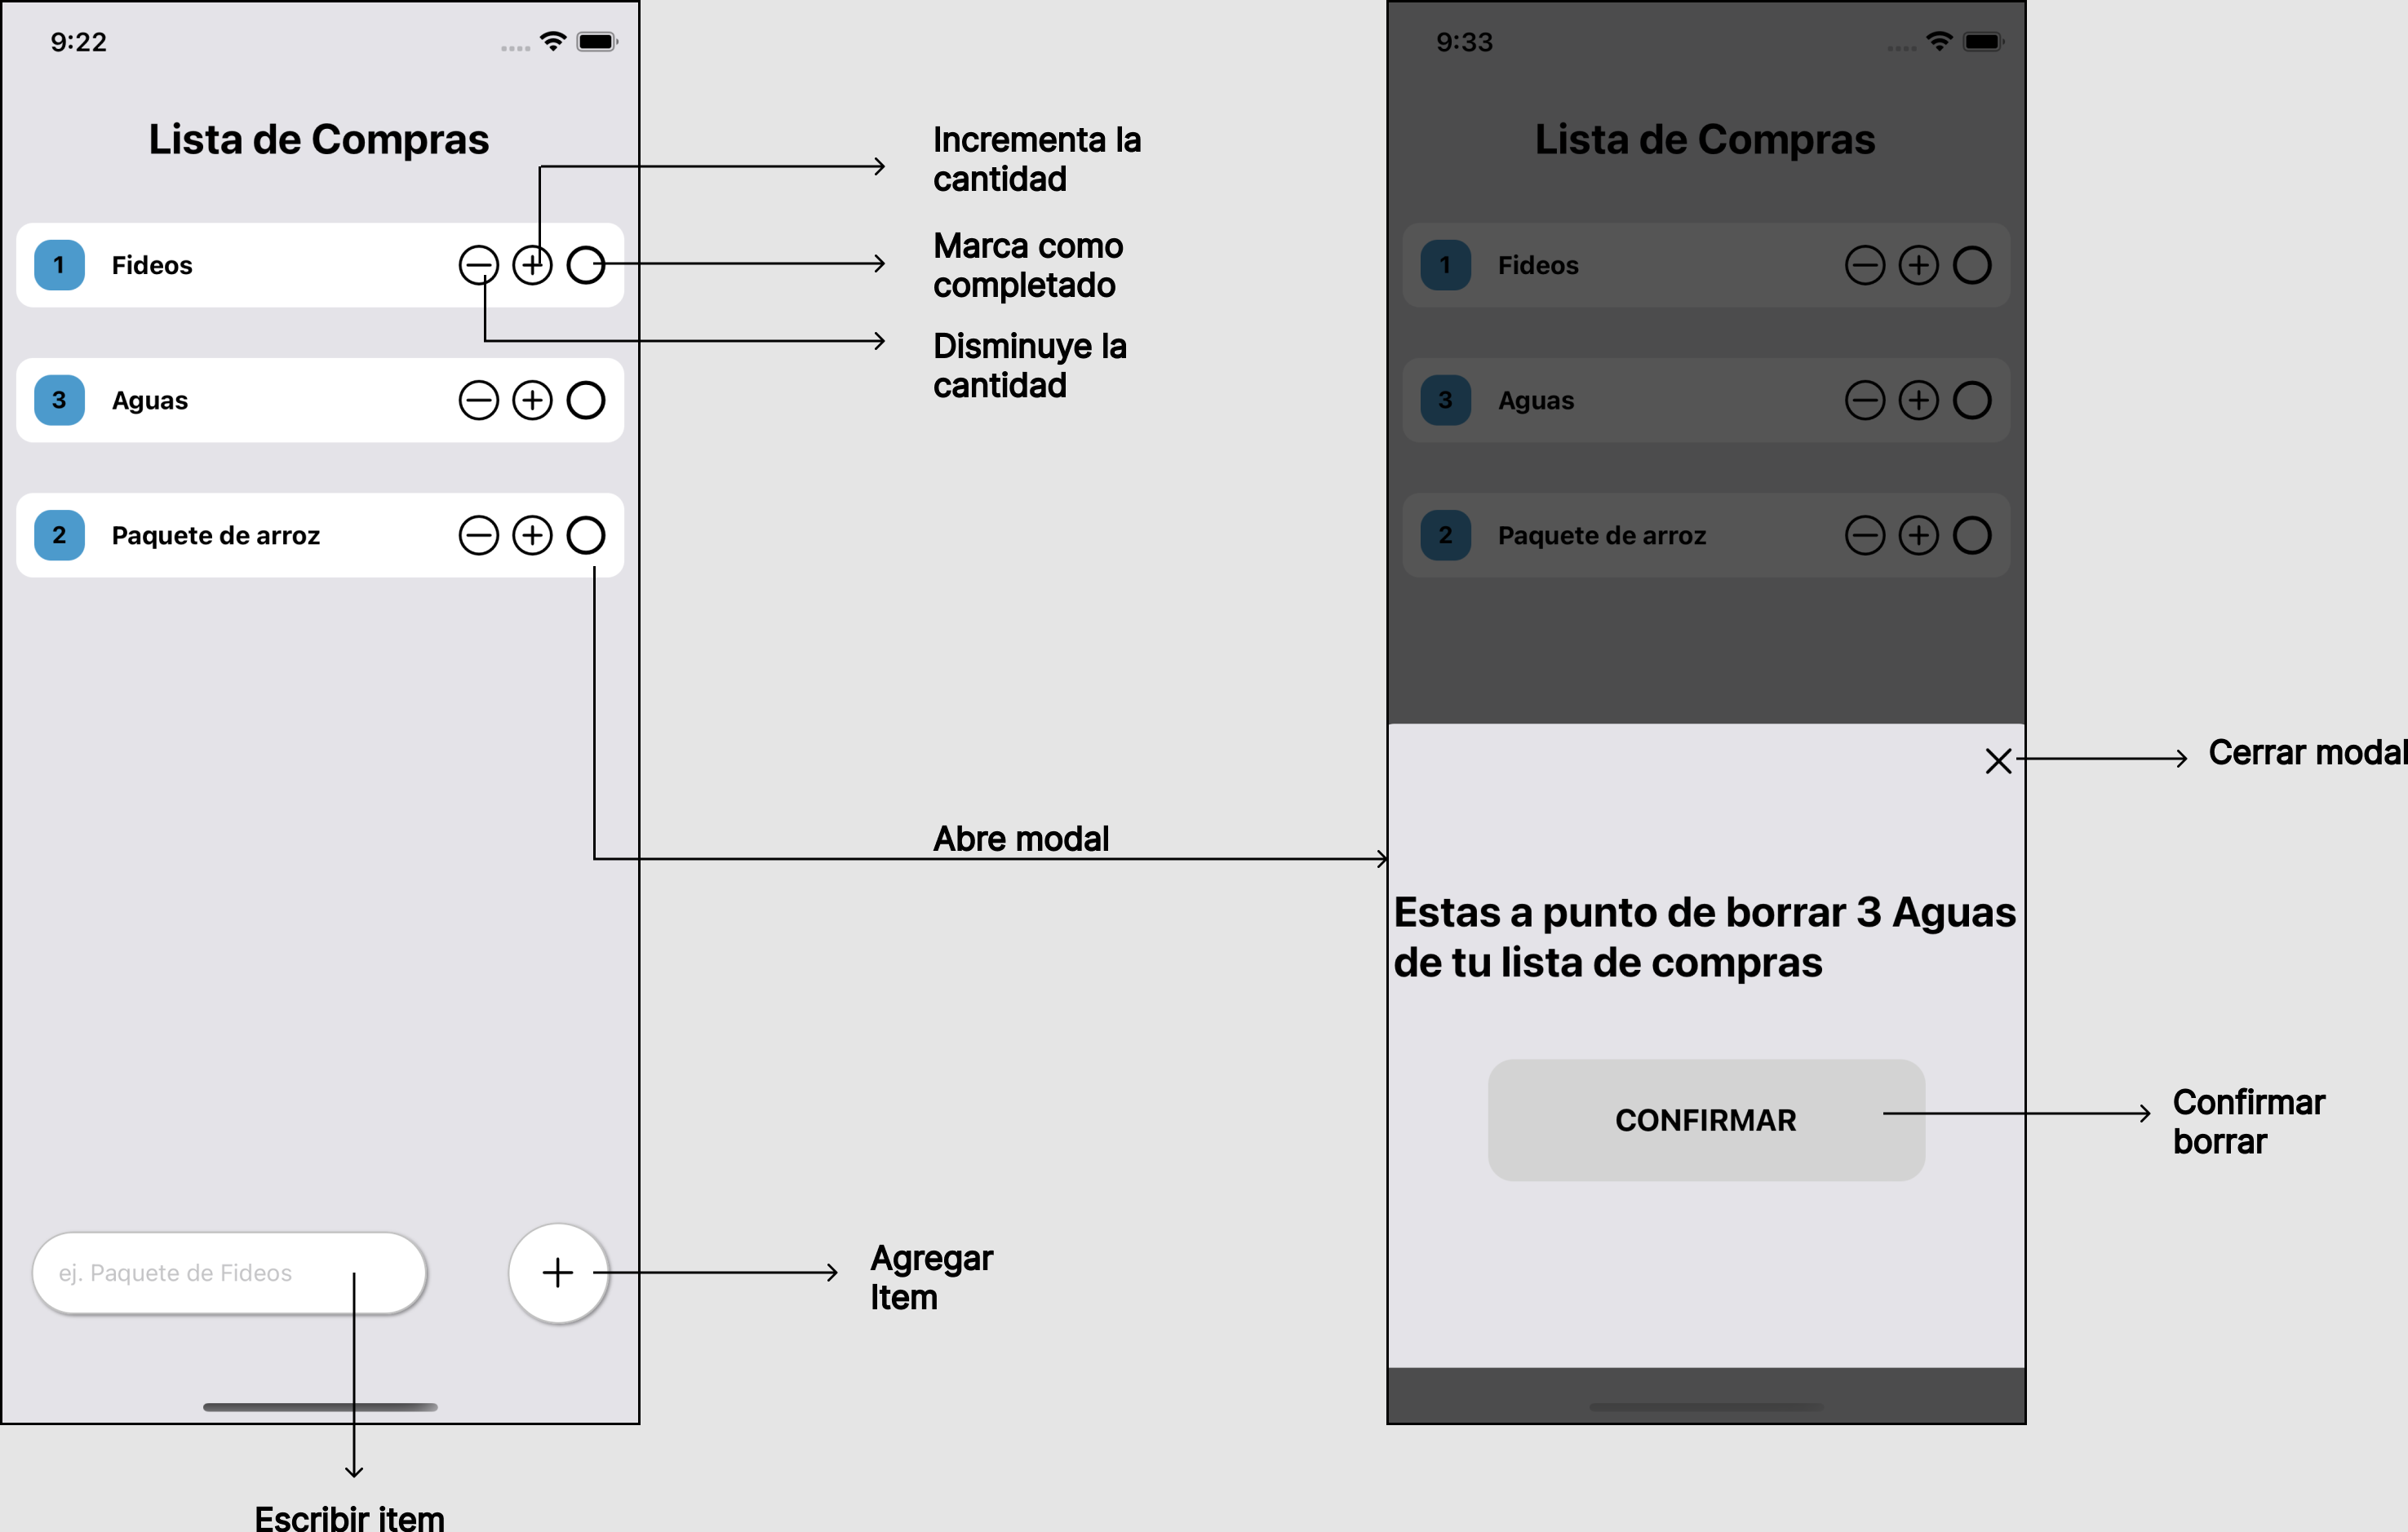 9:22
Lista de Compras
1 Fideos
3 Aguas
2 Paquete de arroz
ej. Paquete de Fideos
Escribir item
Incrementa la
cantidad
Marca como
completado
Disminuye la
cantidad
Abre modal
Agregar
Item
9:33
Lista de Compras
1 Fideos
3 Aguas
2 Paquete de arroz
Estas a punto de borrar 3 Aguas
de tu lista de compras
CONFIRMAR
Cerrar modal
Confirmar
borrar